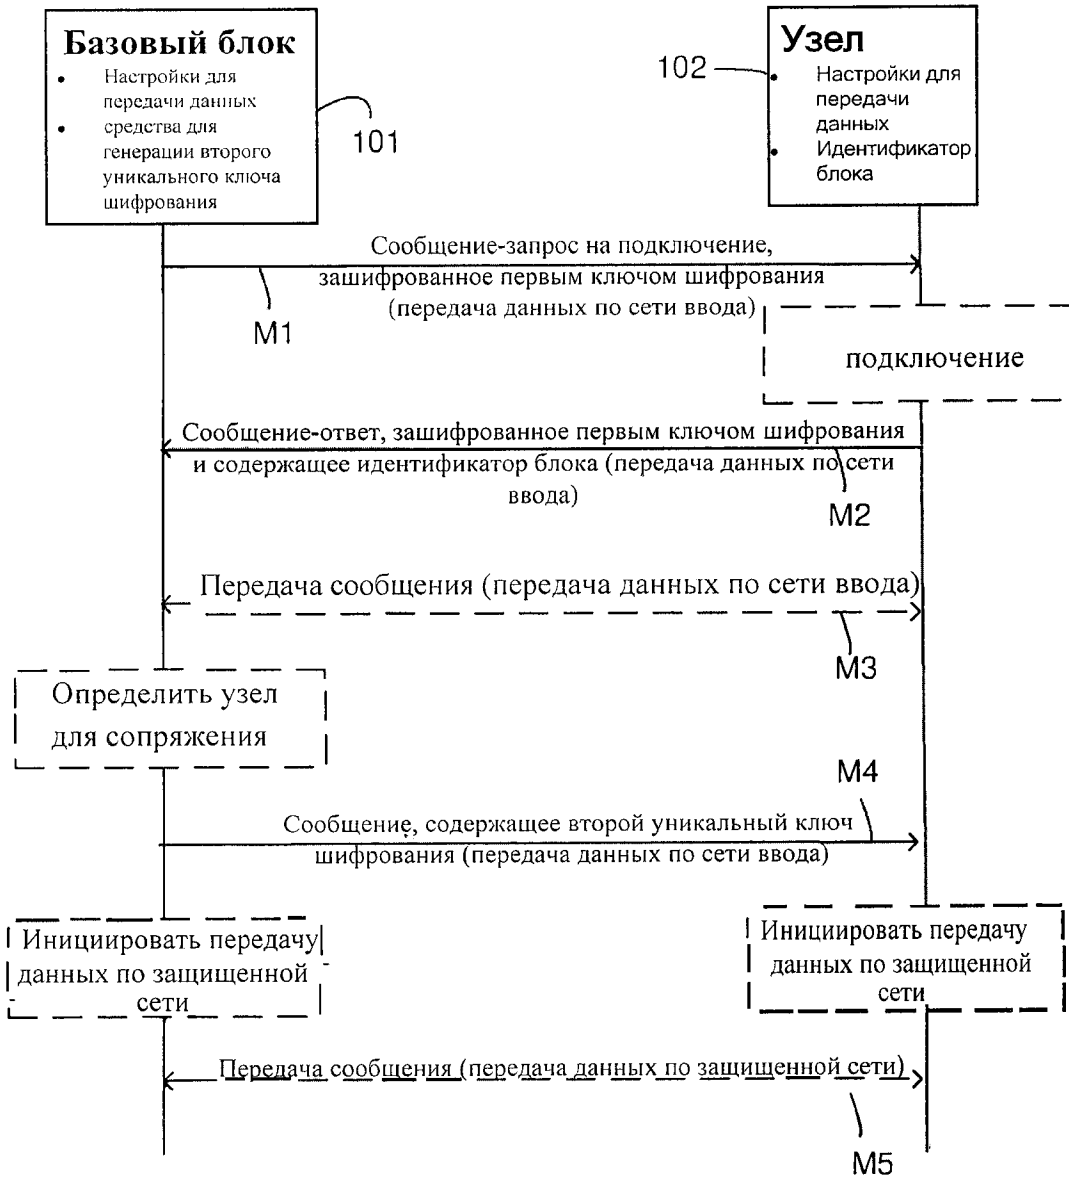 Базовый блок
• Настройки для
передачи данных
• средства для
генерации второго
уникального ключа
шифрования
101
Узел
• Настройки для
передачи
данных
• Идентификатор
блока
102
Сообщение-запрос на подключение,
зашифрованное первым ключом шифрования
(передача данных по сети ввода)
M1
подключение
Сообщение-ответ, зашифрованное первым ключом шифрования
и содержащее идентификатор блока (передача данных по сети
ввода)
M2
Передача сообщения (передача данных по сети ввода)
M3
Определить узел
для сопряжения
M4
Сообщение, содержащее второй уникальный ключ
шифрования (передача данных по сети ввода)
Инициировать передачу
данных по защищенной
сети
Инициировать передачу
данных по защищенной
сети
Передача сообщения (передача данных по защищенной сети)
M5